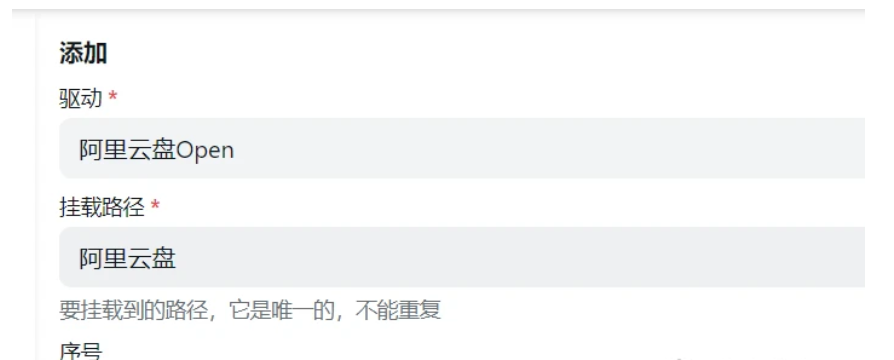 添加
驱动 *
阿里云盘Open
挂载路径 *
阿里云盘
要挂载到的路径，它是唯一的，不能重复
序号